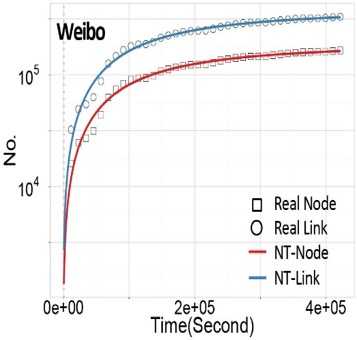 Weibo
10^5
10^4
No.
Real Node
Real Link
NT-Node
NT-Link
0e+00
2e+05
4e+05
Time(Second)